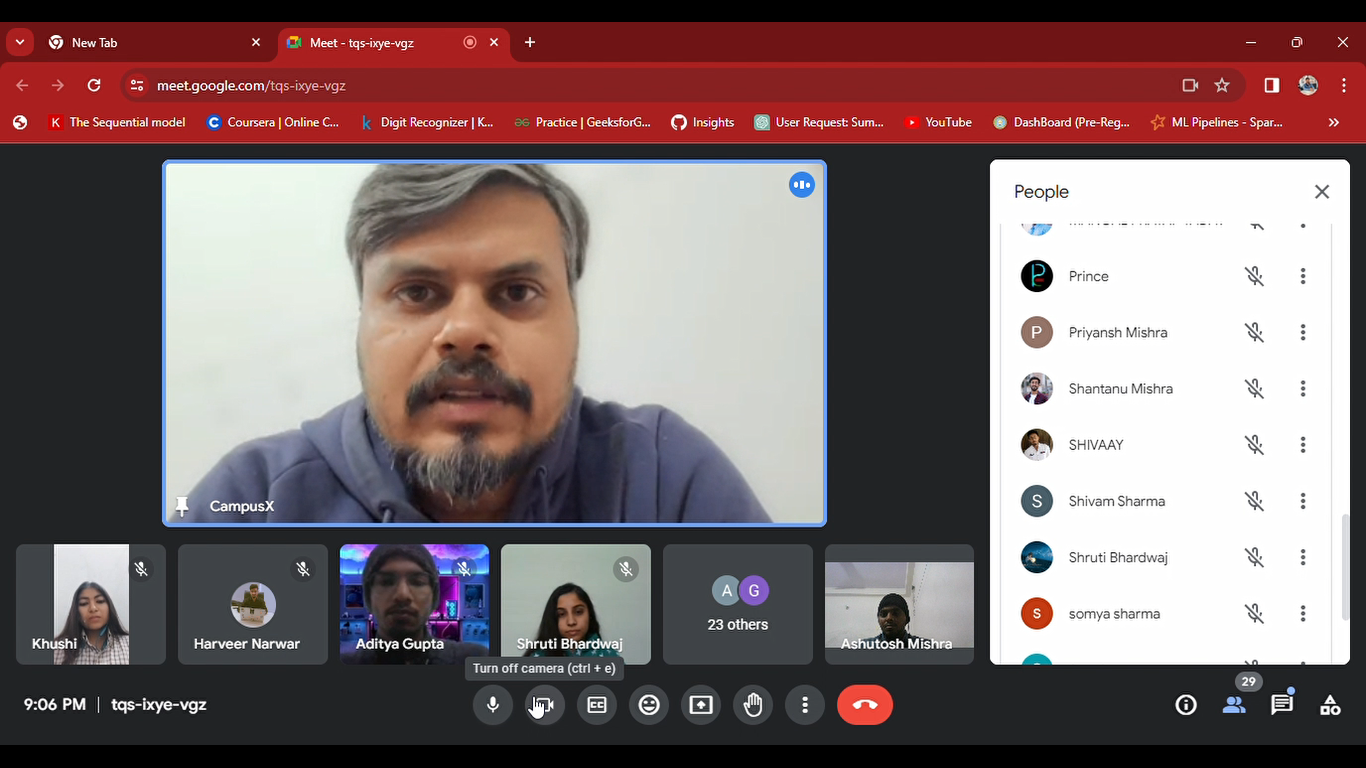 New Tab
Meet - tqs-ixye-vgz
meet.google.com/tqs-ixye-vgz
K The Sequential model
C Coursera | Online C...
k Digit Recognizer | K...
Practice | GeeksforG...
Insights
User Request: Sum...
YouTube
DashBoard (Pre-Reg...
ML Pipelines - Spar...
People
Prince
P Priyansh Mishra
Shantanu Mishra
SHIVAAY
S Shivam Sharma
Shruti Bhardwaj
s somya sharma
CampusX
Khushi
Harveer Narwar
Aditya Gupta
Shruti Bhardwaj
A G
23 others
Ashutosh Mishra
Turn off camera (ctrl + e)
9:06 PM | tqs-ixye-vgz
CC
29